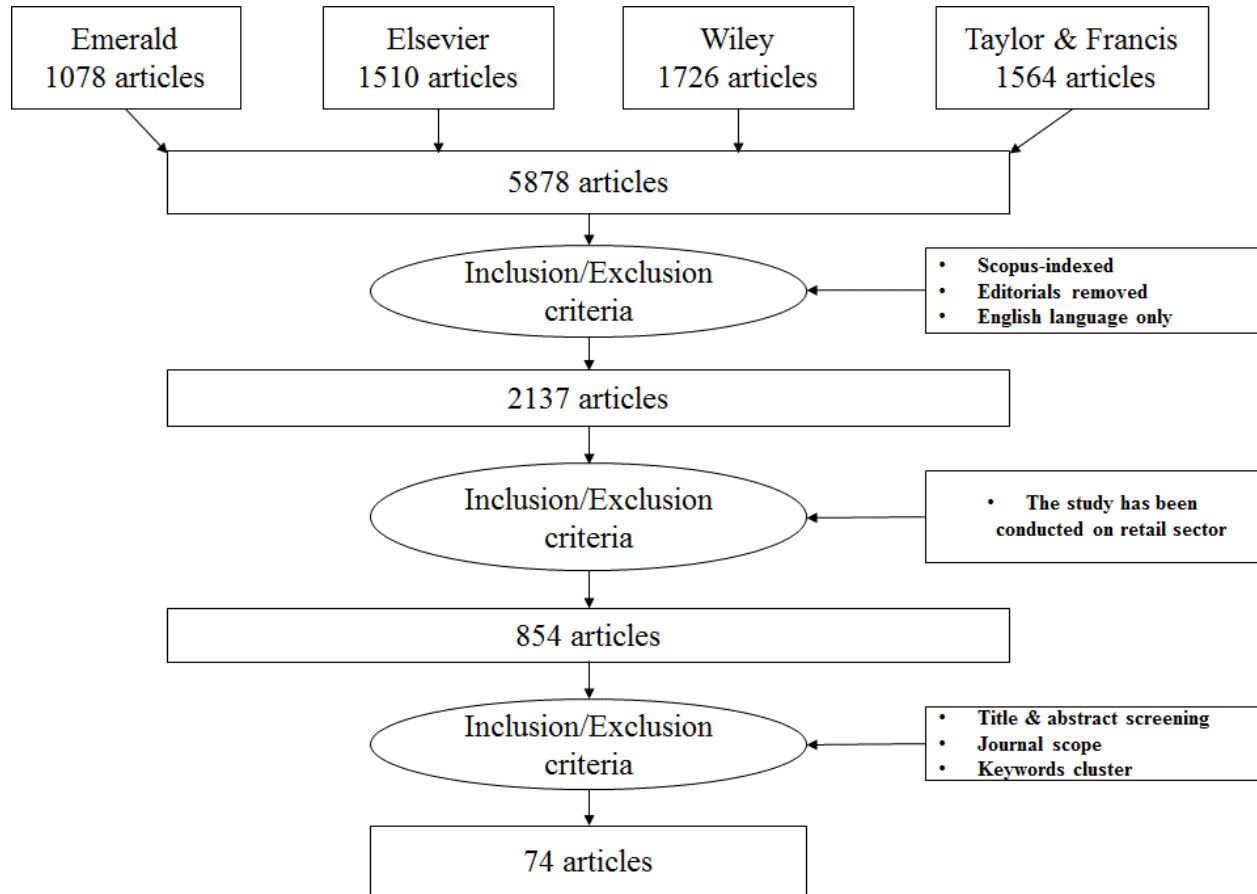 Emerald
1078 articles
Elsevier
1510 articles
Wiley
1726 articles
Taylor & Francis
1564 articles
5878 articles
Inclusion/Exclusion
criteria
• Scopus-indexed
• Editorials removed
• English language only
2137 articles
Inclusion/Exclusion
criteria
• The study has been
conducted on retail sector
854 articles
Inclusion/Exclusion
criteria
• Title & abstract screening
• Journal scope
• Keywords cluster
74 articles